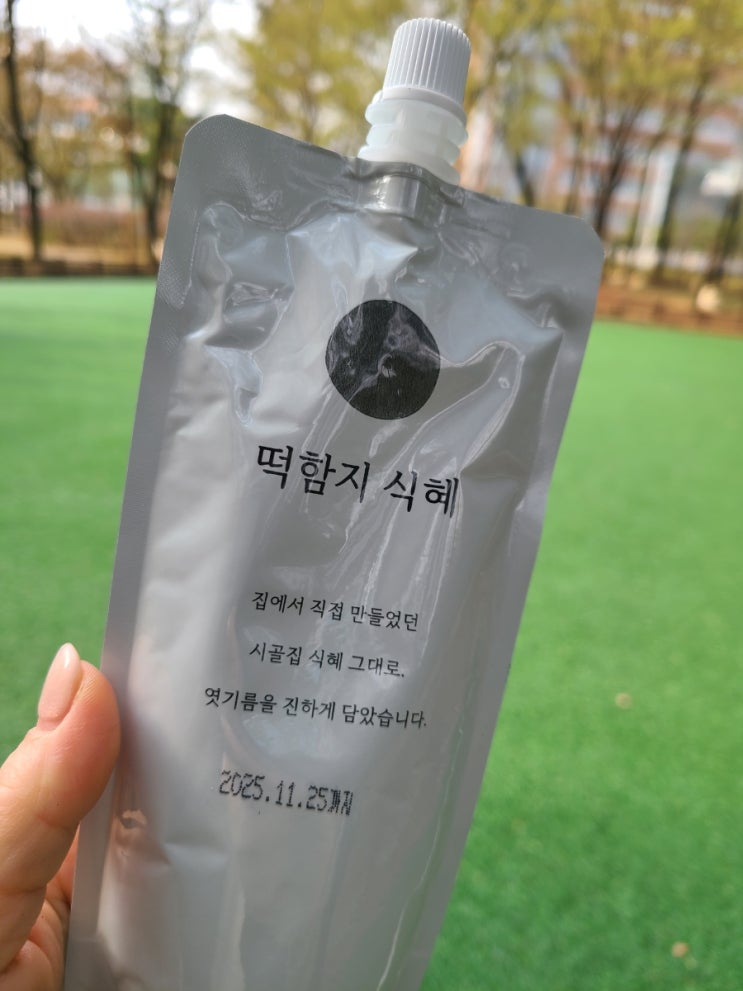 떡함지 식혜
집에서 직접 만들었던
시골집 식혜 그대로.
엿기름을 진하게 담았습니다.
2025.11.25까지